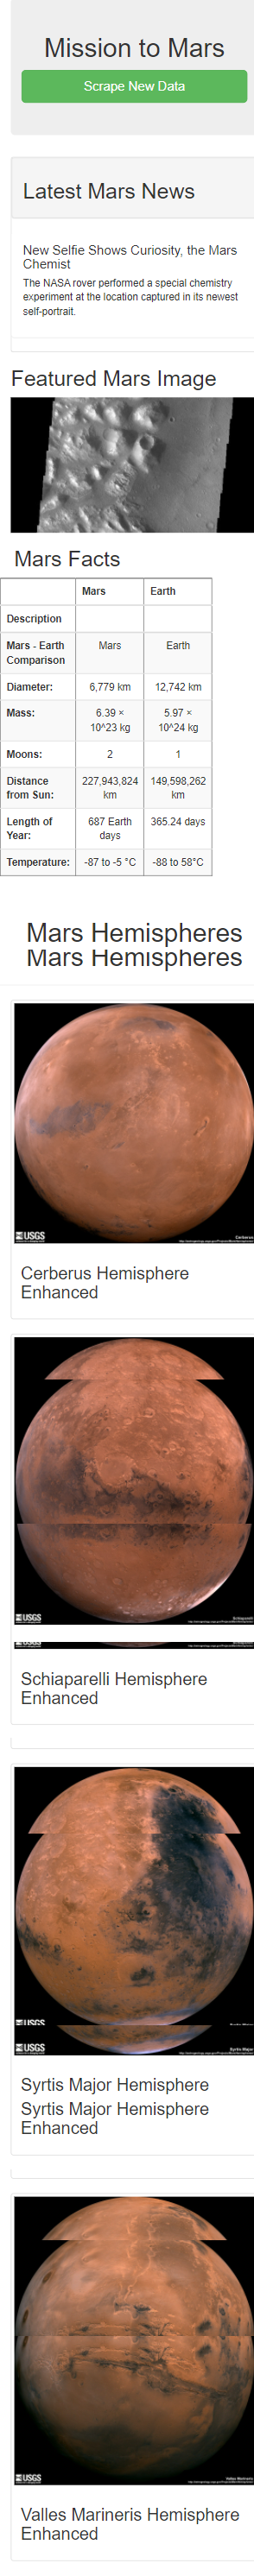 Mission to Mars
Scrape New Data
Latest Mars News
New Selfie Shows Curiosity, the Mars
Chemist
The NASA rover performed a special chemistry
experiment at the location captured in its newest
self-portrait.
Featured Mars Image
Mars Facts
Mars Earth
Description
Mars - Earth Comparison Mars Earth
Diameter: 6,779 km 12,742 km
Mass: 6.39 × 10^23 kg 5.97 × 10^24 kg
Moons: 2 1
Distance from Sun: 227,943,824 km 149,598,262 km
Length of Year: 687 Earth days 365.24 days
Temperature: -87 to -5 °C -88 to 58°C
Mars Hemispheres
Mars Hemispheres
USGS
Cerberus
Cerberus Hemisphere
Enhanced
USGS
Schiaparelli
Schiaparelli Hemisphere
Enhanced
USGS
USGS
Syrtis Major
Syrtis Major Hemisphere
Syrtis Major Hemisphere
Enhanced
USGS
Valles Marineris
Valles Marineris Hemisphere
Enhanced